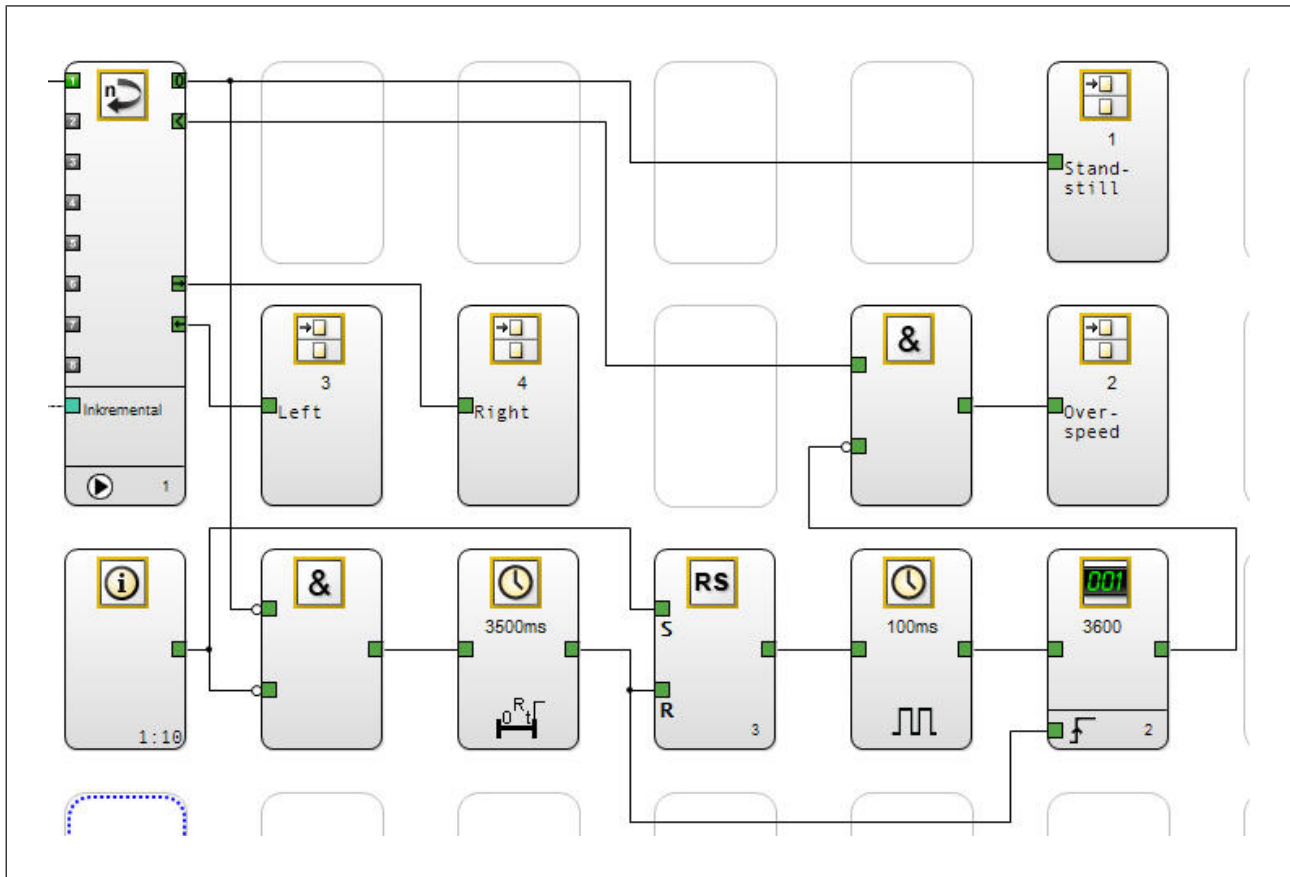 1
0
n
2
<
1
Stand-
still
3
4
5
6
→
7
←
8
Inkremental
1
3
Left
4
Right
&
2
Over-
speed
i
1:10
&
3500ms
0 R t
RS
S
R
3
100ms
001
3600
2